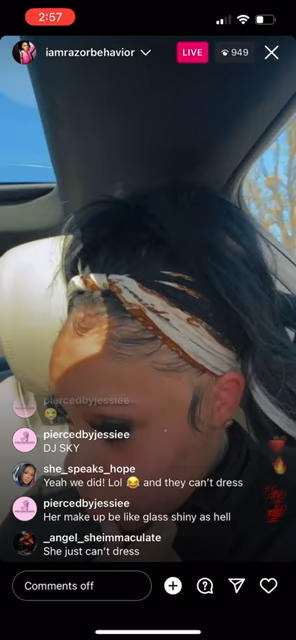 2:57
iamrazorbehavior
LIVE
949
piercedbyjessiee
piercedbyjessiee
DJ SKY
she_speaks_hope
Yeah we did! Lol 😂 and they can't dress
piercedbyjessiee
Her make up be like glass shiny as hell
_angel_sheimmaculate
She just can't dress
Comments off